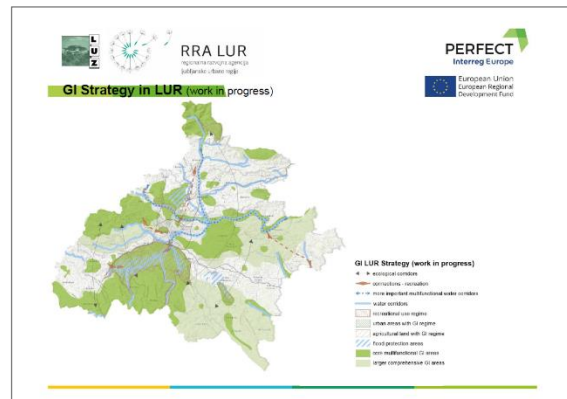 LUZ
RRA LUR
regionalna razvojna agencija
ljubljanske urbane regije
PERFECT
Interreg Europe
European Union
European Regional
Development Fund
GI Strategy in LUR (work in progress)
GI LUR Strategy (work in progress)
ecological corridors
connections - recreation
more important multifunctional water corridors
water corridors
recreational use regime
urban areas with GI regime
agricultural land with GI regime
flood protection areas
multifunctional GI areas
larger comprehensive GI areas